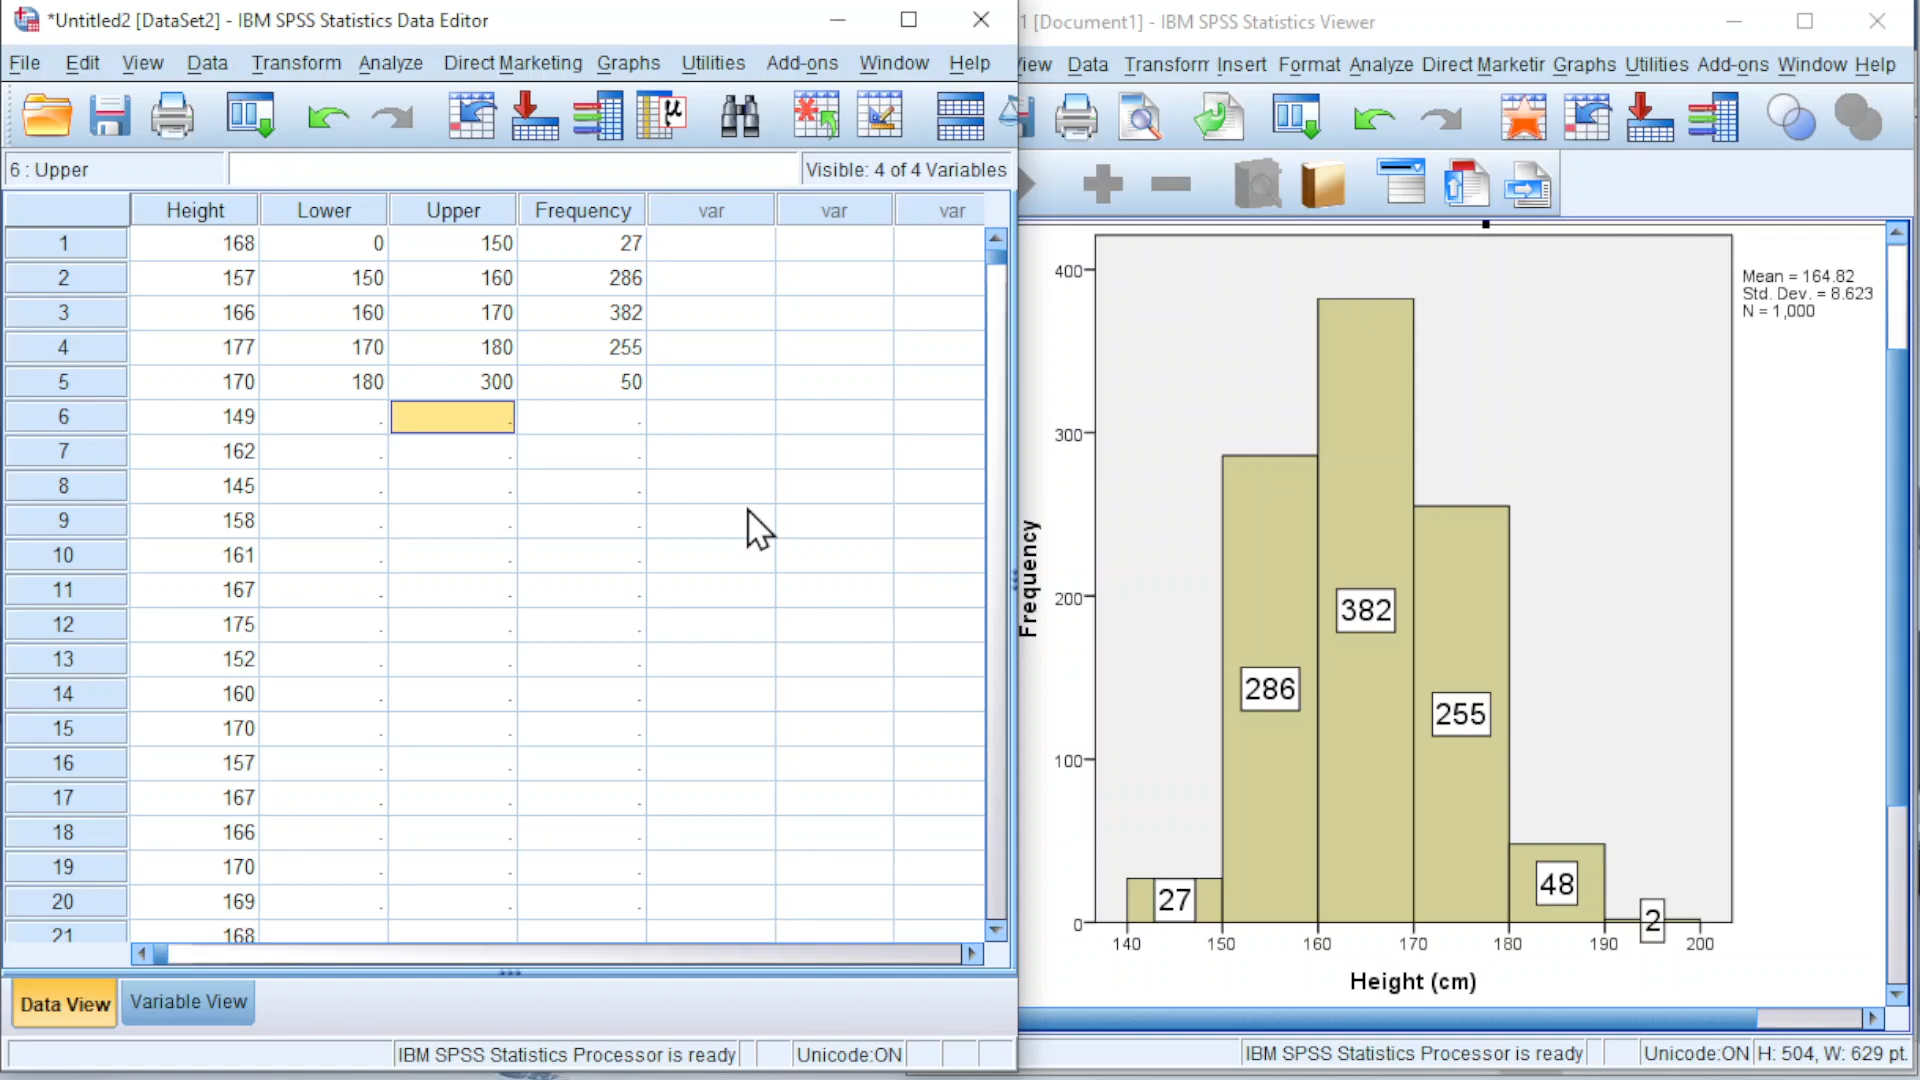 *Untitled2 [DataSet2] - IBM SPSS Statistics Data Editor
File Edit View Data Transform Analyze Direct Marketing Graphs Utilities Add-ons Window Help
6 : Upper
Visible: 4 of 4 Variables
Height Lower Upper Frequency var var var
1 168 0 150 27
2 157 150 160 286
3 166 160 170 382
4 177 170 180 255
5 170 180 300 50
6 149 . . .
7 162 . . .
8 145 . . .
9 158 . . .
10 161 . . .
11 167 . . .
12 175 . . .
13 152 . . .
14 160 . . .
15 170 . . .
16 157 . . .
17 167 . . .
18 166 . . .
19 170 . . .
20 169 . . .
21 168
Data View Variable View
IBM SPSS Statistics Processor is ready Unicode:ON
1 [Document1] - IBM SPSS Statistics Viewer
View Data Transform Insert Format Analyze Direct Marketin Graphs Utilities Add-ons Window Help
Mean = 164.82
Std. Dev. = 8.623
N = 1,000
400
300
200
100
0
Frequency
27
286
382
255
48
2
140 150 160 170 180 190 200
Height (cm)
IBM SPSS Statistics Processor is ready Unicode:ON H: 504, W: 629 pt.